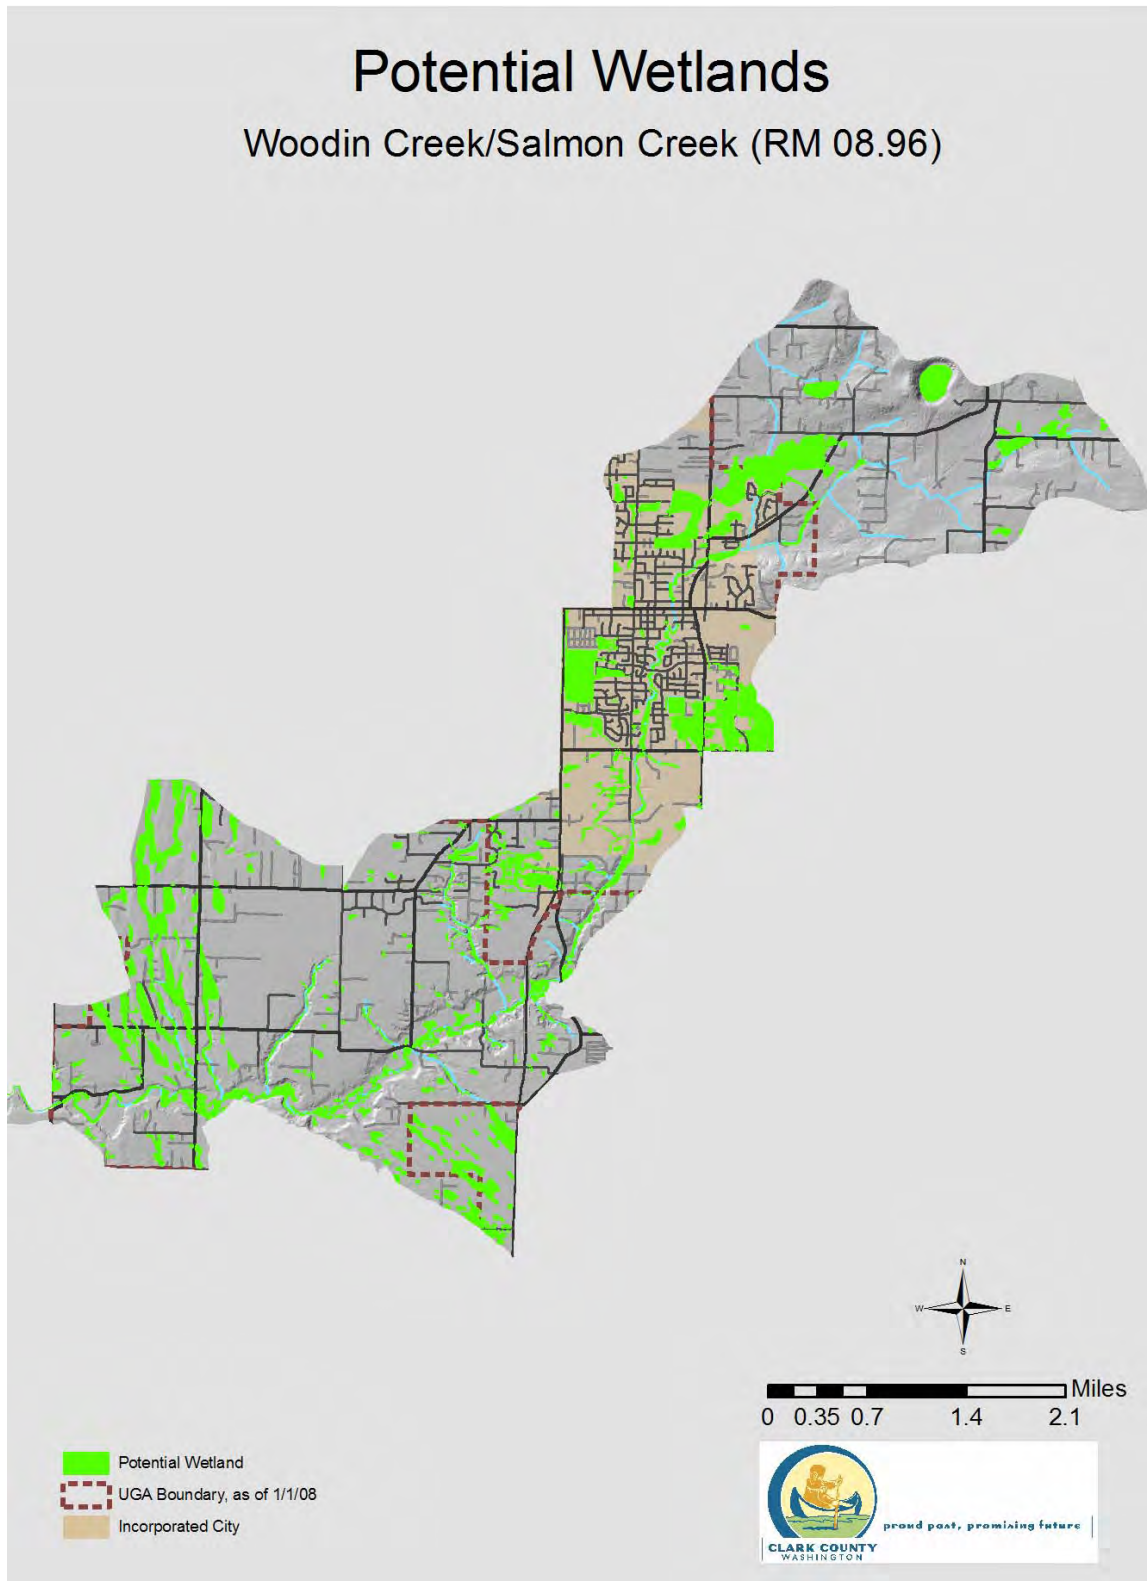 Potential Wetlands
Woodin Creek/Salmon Creek (RM 08.96)
N
W E
S
Miles
0 0.35 0.7 1.4 2.1
Potential Wetland
UGA Boundary, as of 1/1/08
Incorporated City
proud past, promising future
CLARK COUNTY
WASHINGTON